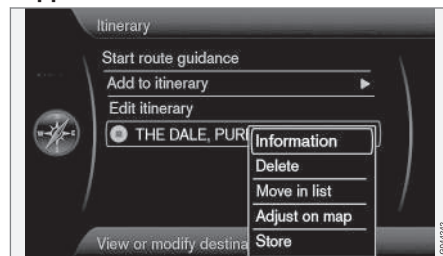 Itinerary
Start route guidance
Add to itinerary
Edit itinerary
THE DALE, PUR
Information
Delete
Move in list
Adjust on map
Store
View or modify destina